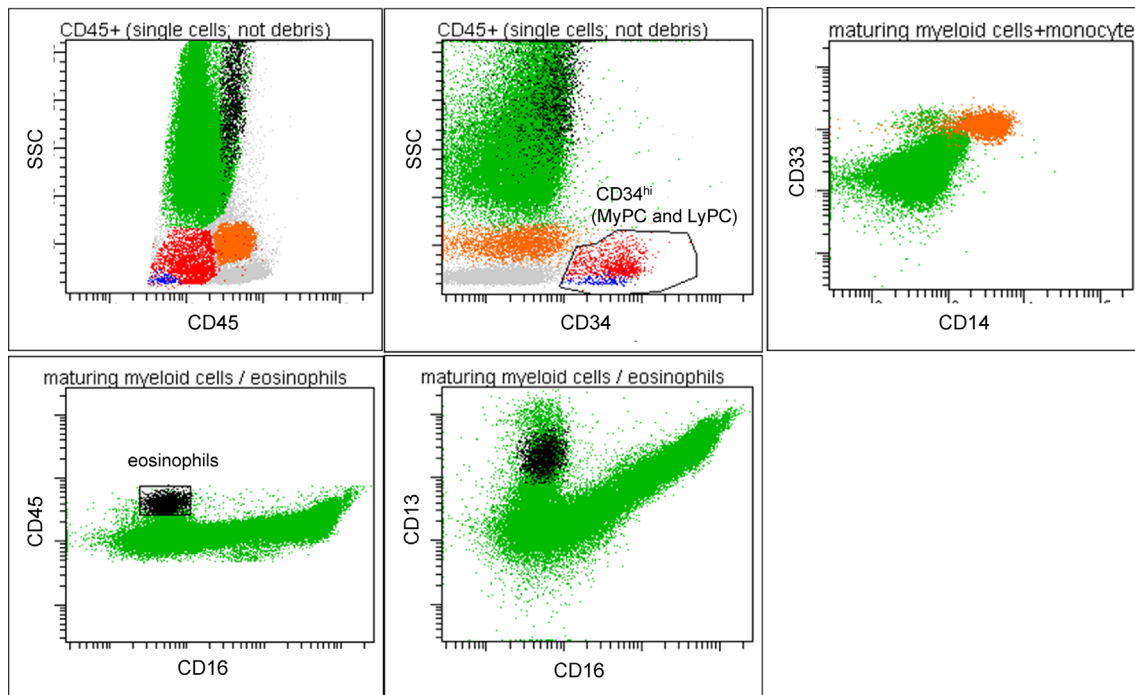 CD45+ (single cells; not debris)
SSC
CD45
CD45+ (single cells; not debris)
SSC
CD34hi
(MyPC and LyPC)
CD34
maturing myeloid cells+monocyte
CD33
CD14
maturing myeloid cells / eosinophils
eosinophils
CD45
CD16
maturing myeloid cells / eosinophils
CD13
CD16